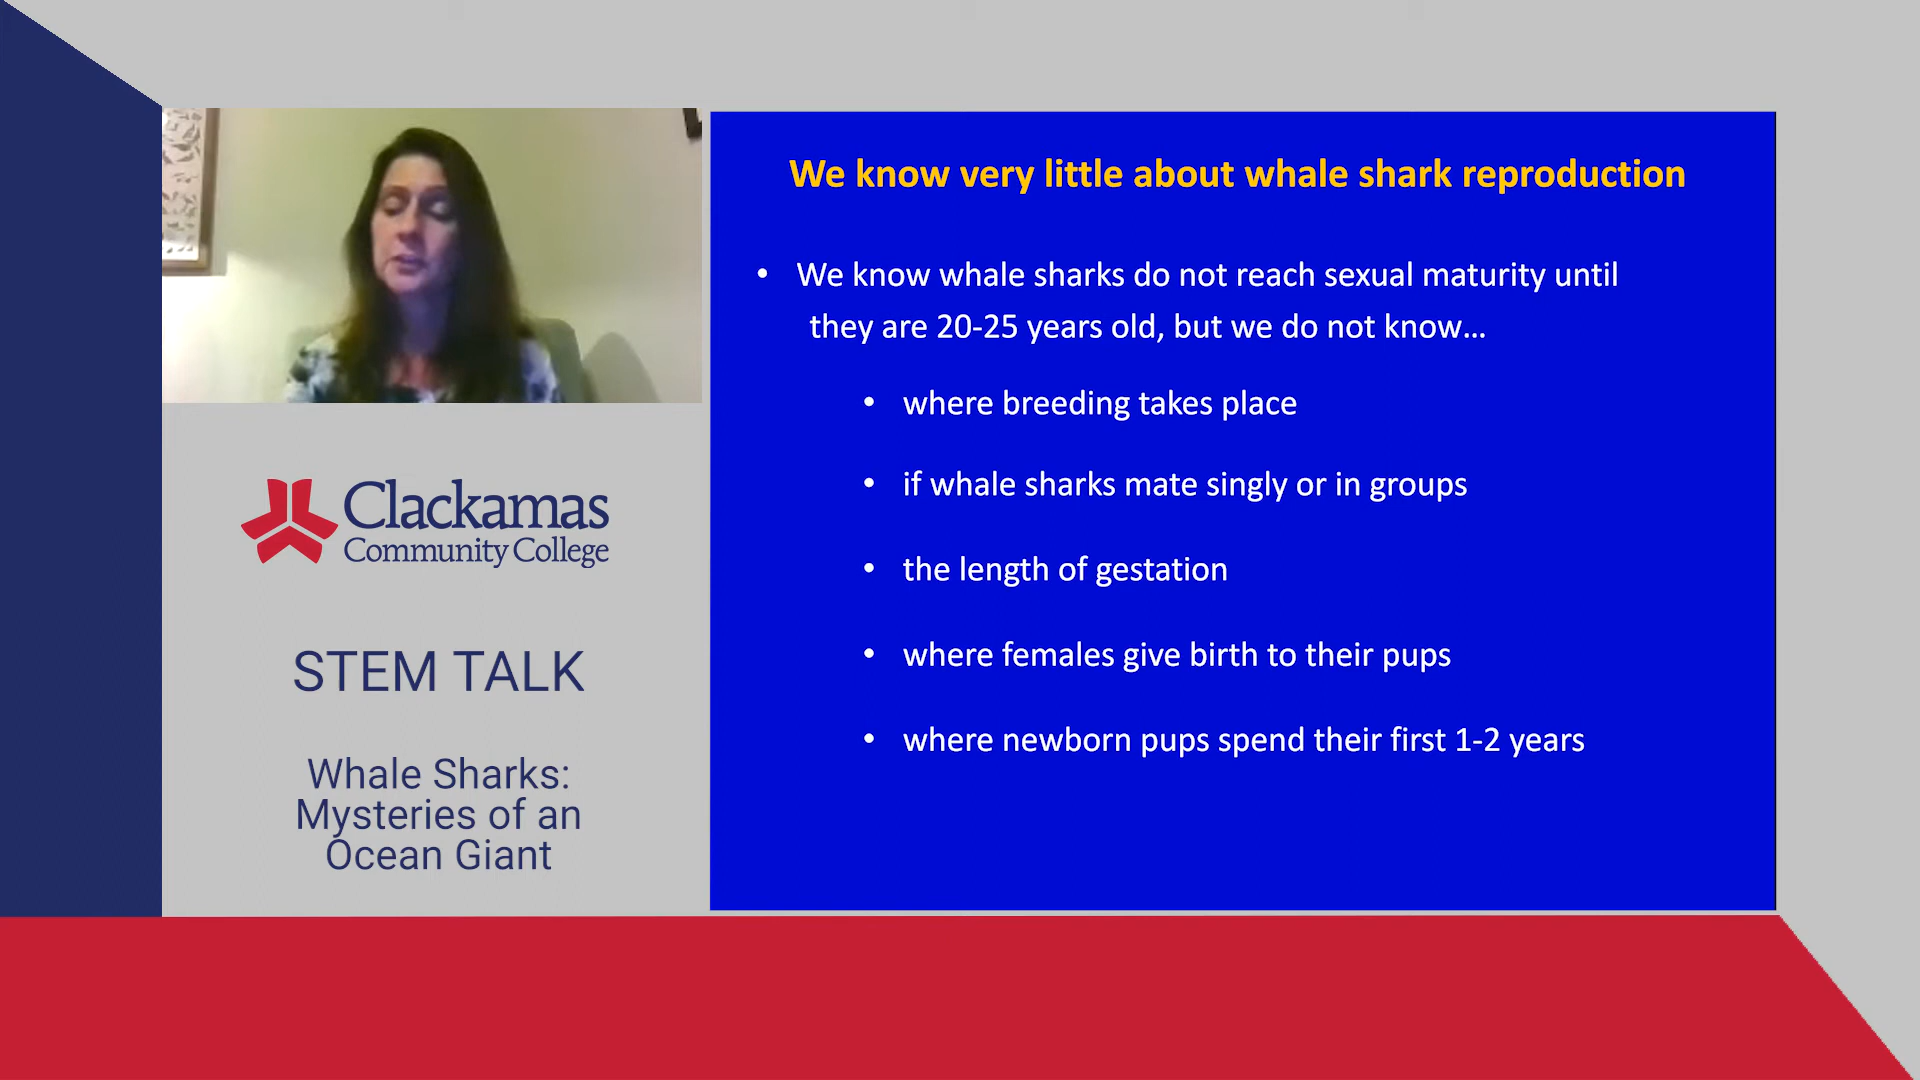 Clackamas
Community College
STEM TALK
Whale Sharks:
Mysteries of an
Ocean Giant
We know very little about whale shark reproduction
• We know whale sharks do not reach sexual maturity until
they are 20-25 years old, but we do not know...
• where breeding takes place
• if whale sharks mate singly or in groups
• the length of gestation
• where females give birth to their pups
• where newborn pups spend their first 1-2 years